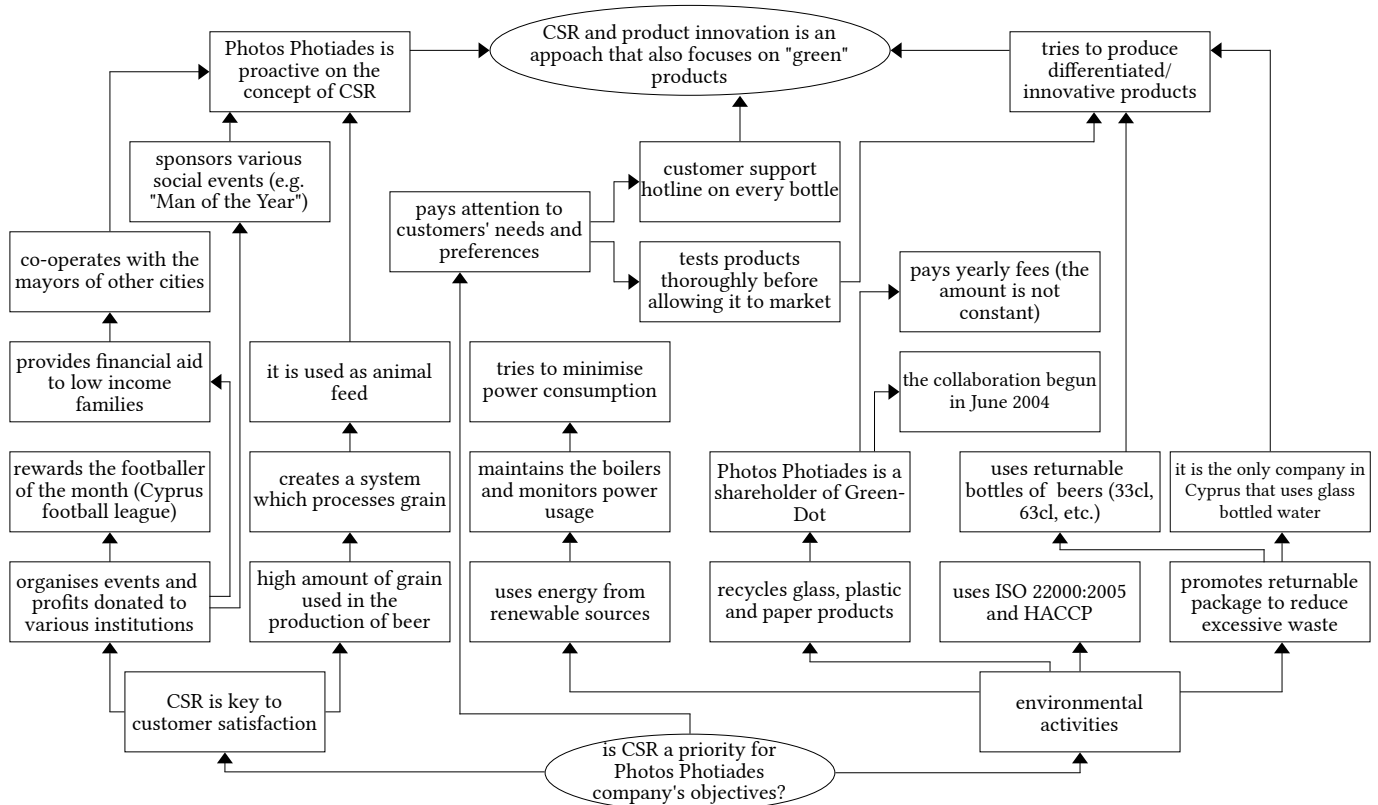 Photos Photiades is
proactive on the
concept of CSR
CSR and product innovation is an
appoach that also focuses on "green"
products
tries to produce
differentiated/
innovative products
sponsors various
social events (e.g.
"Man of the Year")
customer support
hotline on every bottle
pays attention to
customers' needs and
preferences
co-operates with the
mayors of other cities
tests products
thoroughly before
allowing it to market
pays yearly fees (the
amount is not
constant)
provides financial aid
to low income
families
it is used as animal
feed
tries to minimise
power consumption
the collaboration begun
in June 2004
rewards the footballer
of the month (Cyprus
football league)
creates a system
which processes grain
maintains the boilers
and monitors power
usage
Photos Photiades is a
shareholder of Green-
Dot
uses returnable
bottles of  beers (33cl,
63cl, etc.)
it is the only company in
Cyprus that uses glass
bottled water
organises events and
profits donated to
various institutions
high amount of grain
used in the
production of beer
uses energy from
renewable sources
recycles glass, plastic
and paper products
uses ISO 22000:2005
and HACCP
promotes returnable
package to reduce
excessive waste
CSR is key to
customer satisfaction
environmental
activities
is CSR a priority for
Photos Photiades
company's objectives?